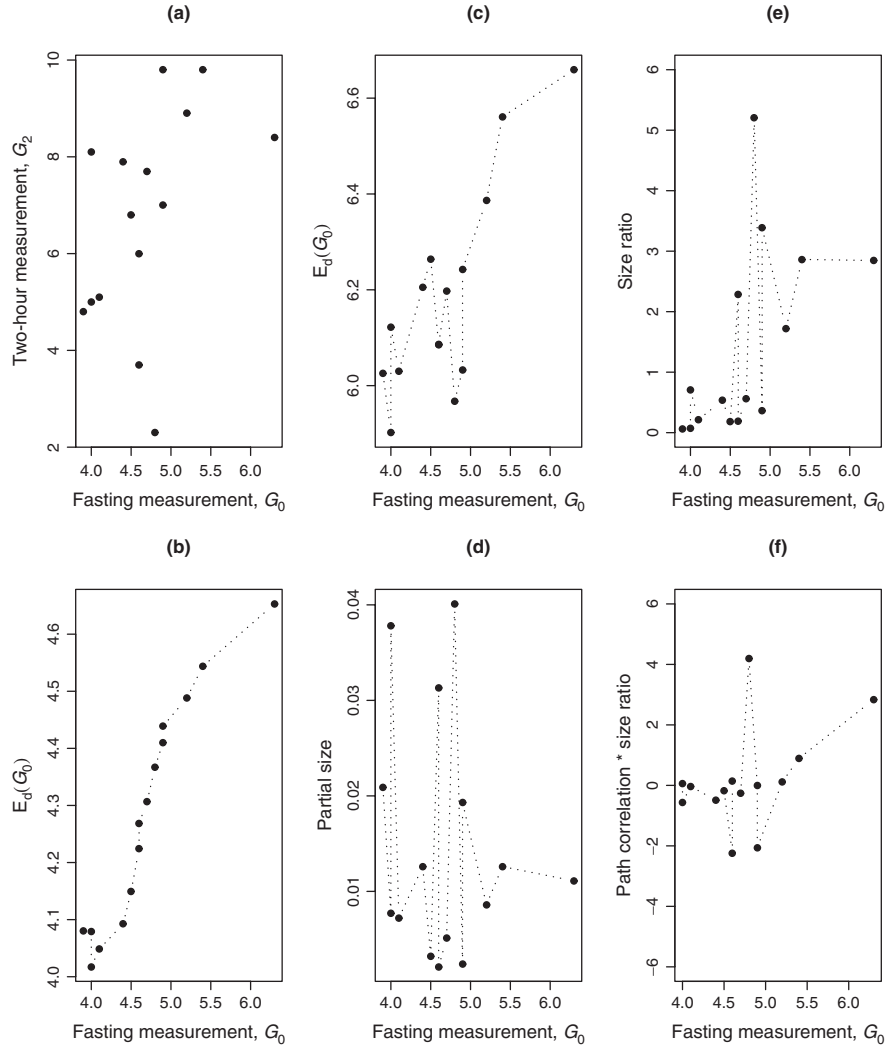 (a)
10
8
6
4
2
Two-hour measurement, G2
4.0 4.5 5.0 5.5 6.0
Fasting measurement, G0
(c)
6.6
6.4
6.2
6.0
Ed(G0)
4.0 4.5 5.0 5.5 6.0
Fasting measurement, G0
(e)
6
5
4
3
2
1
0
Size ratio
4.0 4.5 5.0 5.5 6.0
Fasting measurement, G0
(b)
4.6
4.5
4.4
4.3
4.2
4.1
4.0
Ed(G0)
4.0 4.5 5.0 5.5 6.0
Fasting measurement, G0
(d)
0.04
0.03
0.02
0.01
Partial size
4.0 4.5 5.0 5.5 6.0
Fasting measurement, G0
(f)
6
4
2
0
−2
−4
−6
Path correlation * size ratio
4.0 4.5 5.0 5.5 6.0
Fasting measurement, G0